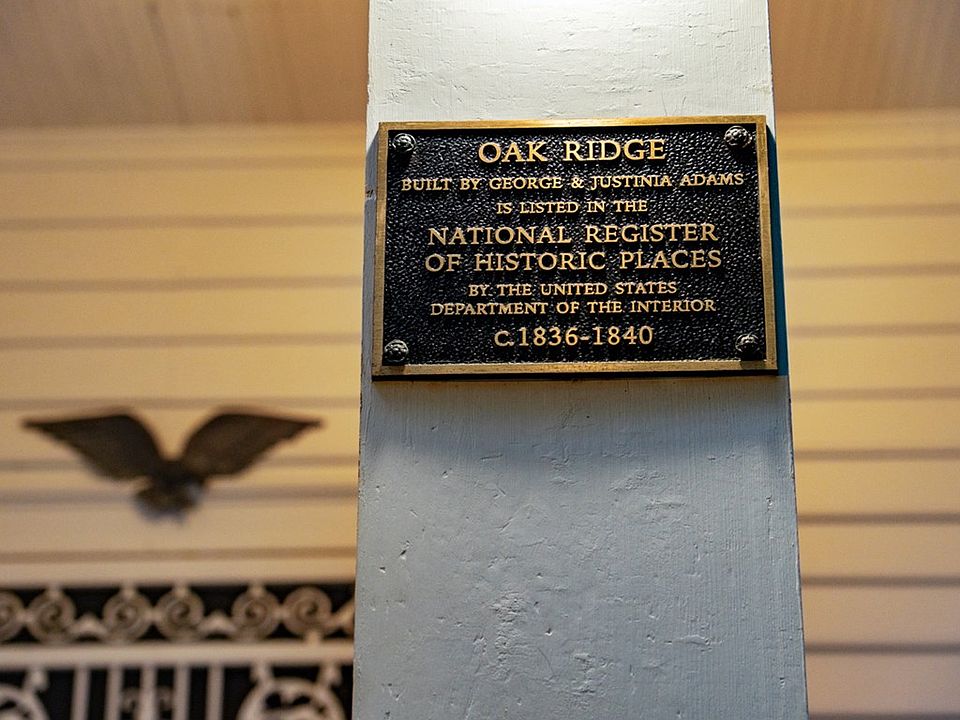 OAK RIDGE
BUILT BY GEORGE & JUSTINIA ADAMS
IS LISTED IN THE
NATIONAL REGISTER
OF HISTORIC PLACES
BY THE UNITED STATES
DEPARTMENT OF THE INTERIOR
C.1836-1840